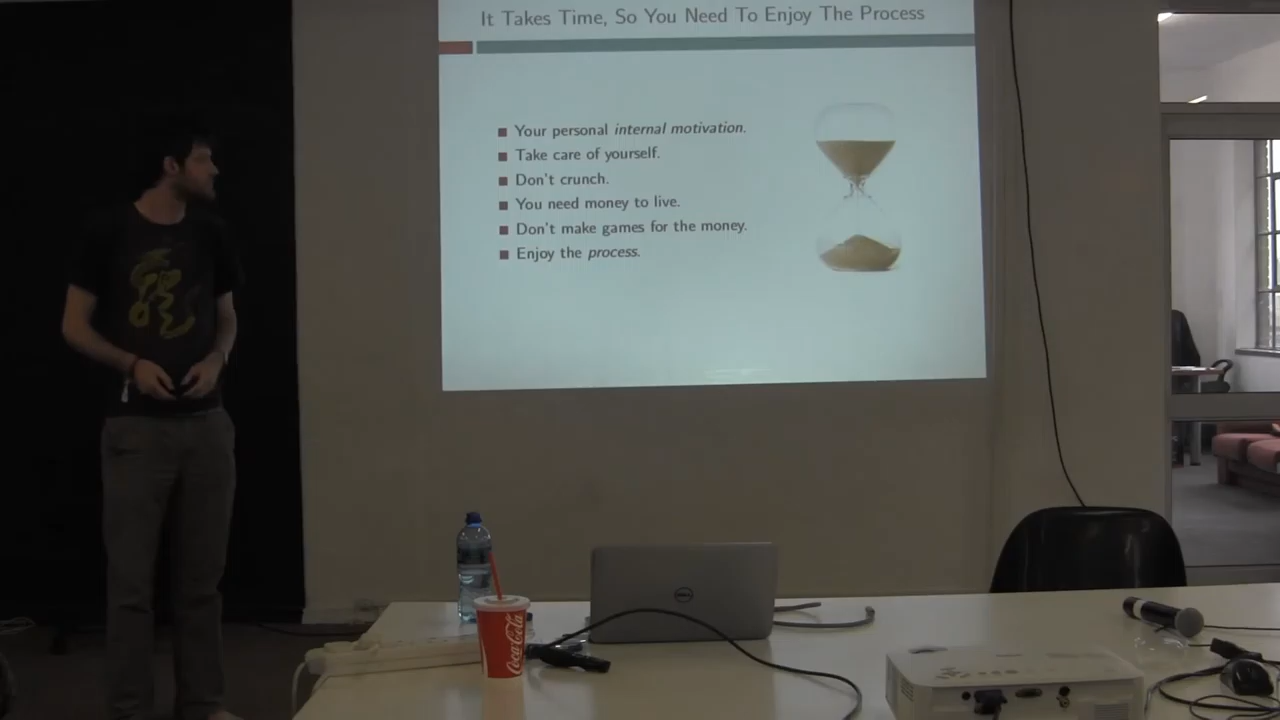 It Takes Time, So You Need To Enjoy The Process
Your personal internal motivation.
Take care of yourself.
Don't crunch.
You need money to live.
Don't make games for the money.
Enjoy the process.
DELL
Coca-Cola